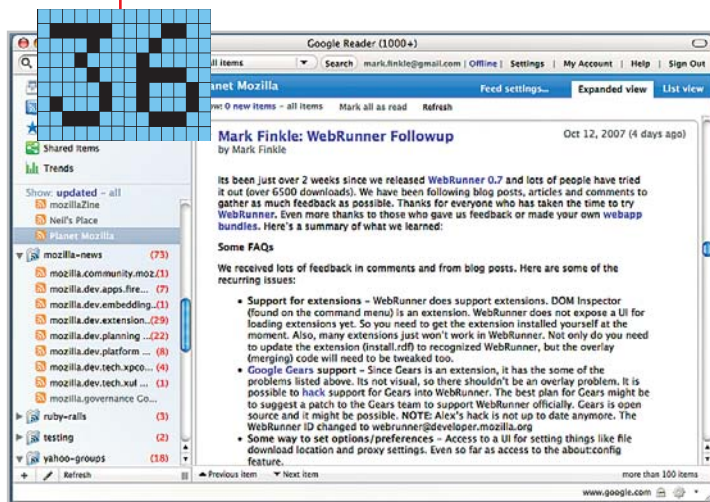 36
Google Reader (1000+)
all items Search mark.finkle@gmail.com | Offline | Settings | My Account | Help | Sign Out
Planet Mozilla Feed settings... Expanded view List view
0 new items - all items Mark all as read Refresh
Shared items
Trends
Show: updated - all
mozillaZine
Neil's Place
Planet Mozilla
mozilla-news (73)
mozilla.community.moz..(1)
mozilla.dev.apps.fire... (7)
mozilla.dev.embedding..(1)
mozilla.dev.extension..(29)
mozilla.dev.planning ...(22)
mozilla.dev.platform ... (8)
mozilla.dev.tech.xpco... (4)
mozilla.dev.tech.xul ... (1)
mozilla.governance Go...
ruby-rails (3)
testing (2)
yahoo-groups (18)
+ Refresh
Mark Finkle: WebRunner Followup Oct 12, 2007 (4 days ago)
by Mark Finkle
Its been just over 2 weeks since we released WebRunner 0.7 and lots of people have tried
it out (over 6500 downloads). We have been following blog posts, articles and comments to
gather as much feedback as possible. Thanks for everyone who has taken the time to try
WebRunner. Even more thanks to those who gave us feedback or made your own webapp
bundles. Here's a summary of what we learned:
Some FAQs
We received lots of feedback in comments and from blog posts. Here are some of the
recurring issues:
• Support for extensions – WebRunner does support extensions. DOM Inspector
(found on the command menu) is an extension. WebRunner does not expose a UI for
loading extensions yet. So you need to get the extension installed yourself at the
moment. Also, many extensions just won't work in WebRunner. Not only do you need
to update the extension (install.rdf) to recognized WebRunner, but the overlay
(merging) code will need to be tweaked too.
• Google Gears support – Since Gears is an extension, it has the some of the
problems listed above. Its not visual, so there shouldn't be an overlay problem. It is
possible to hack support for Gears into WebRunner. The best plan for Gears might be
to suggest a patch to the Gears team to support WebRunner officially. Gears is open
source and it might be possible. NOTE: Alex's hack is not up to date anymore. The
WebRunner ID changed to webrunner@developer.mozilla.org
• Some way to set options/preferences – Access to a UI for setting things like file
download location and proxy settings. Even so far as access to the about:config
feature.
Previous item Next item more than 100 items
www.google.com